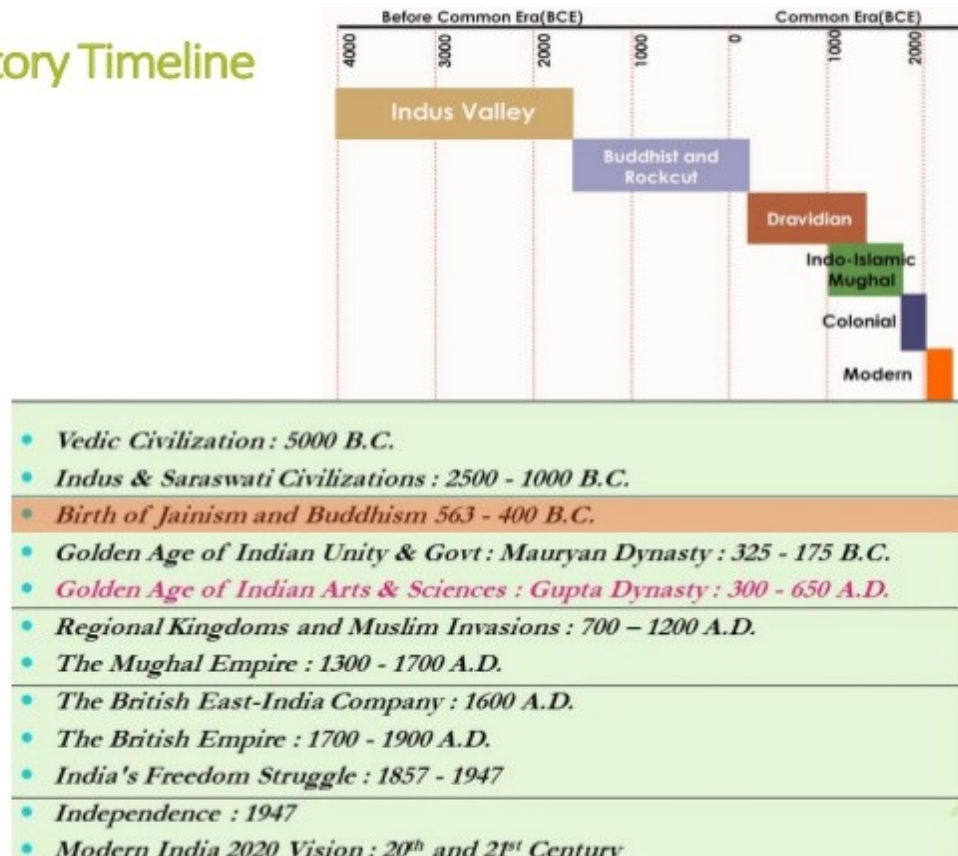 tory Timeline
Before Common Era(BCE) Common Era(BCE)
4000 3000 2000 1000 0 1000 2000
Indus Valley
Buddhist and
Rockcut
Dravidian
Indo-Islamic
Mughal
Colonial
Modern
• Vedic Civilization : 5000 B.C.
• Indus & Saraswati Civilizations : 2500 - 1000 B.C.
• Birth of Jainism and Buddhism 563 - 400 B.C.
• Golden Age of Indian Unity & Govt : Mauryan Dynasty : 325 - 175 B.C.
• Golden Age of Indian Arts & Sciences : Gupta Dynasty : 300 - 650 A.D.
• Regional Kingdoms and Muslim Invasions : 700 – 1200 A.D.
• The Mughal Empire : 1300 - 1700 A.D.
• The British East-India Company : 1600 A.D.
• The British Empire : 1700 - 1900 A.D.
• India's Freedom Struggle : 1857 - 1947
• Independence : 1947
• Modern India 2020 Vision : 20th and 21st Century